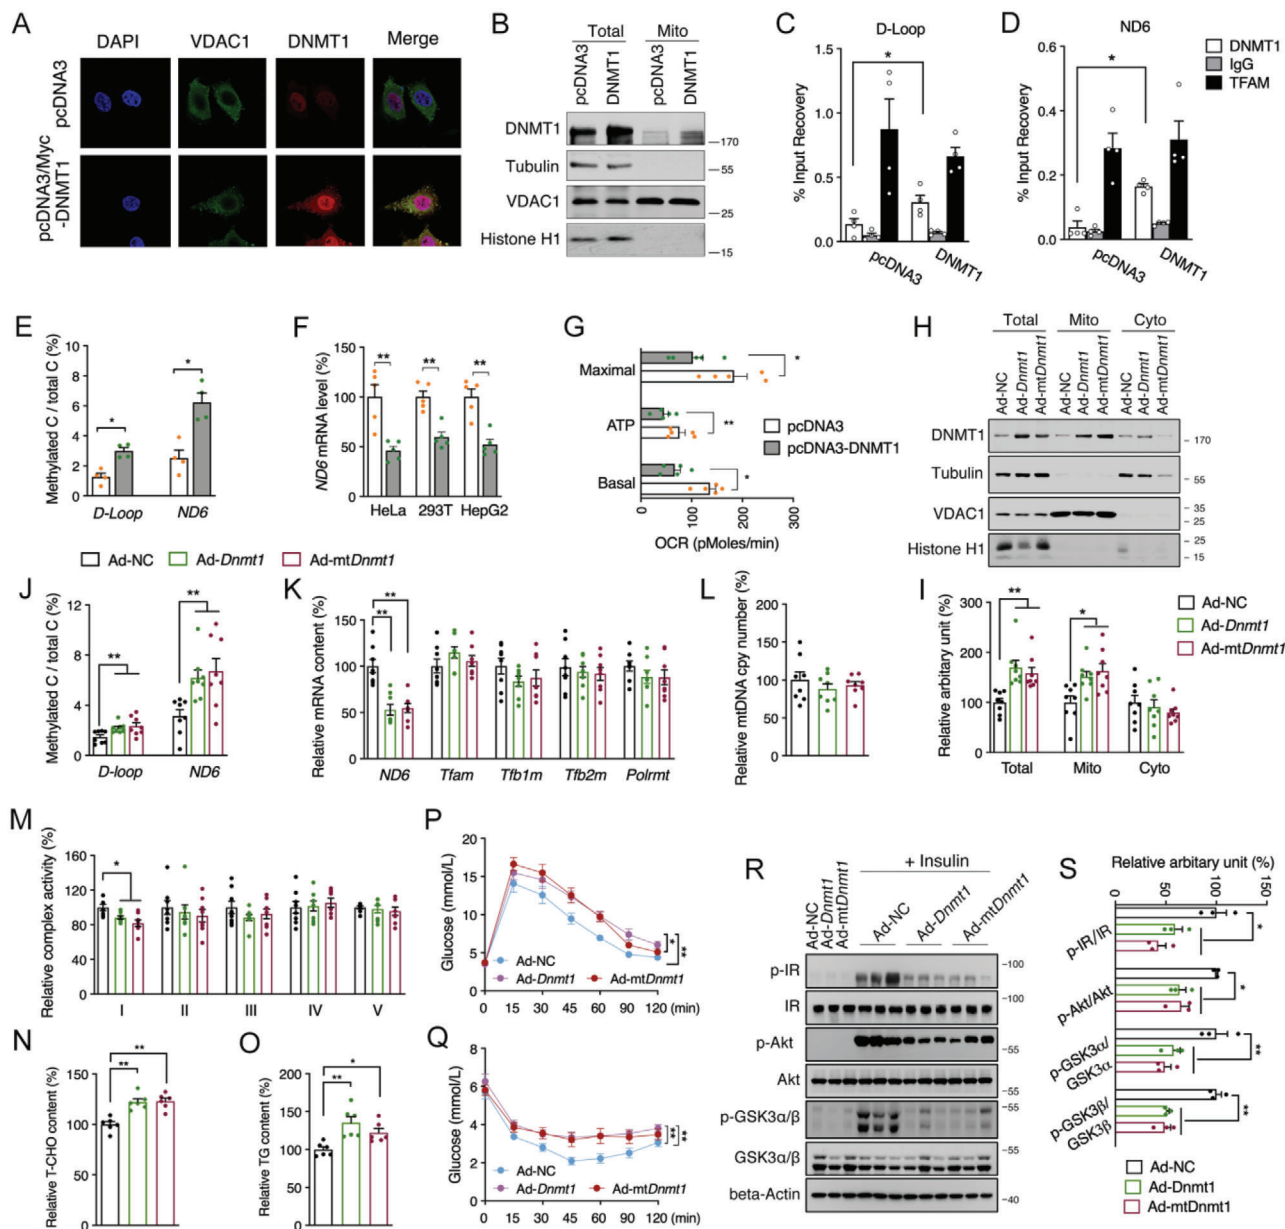 A
DAPI
VDAC1
DNMT1
Merge
pcDNA3
pcDNA3/Myc
-DNMT1
B
Total
Mito
pcDNA3
DNMT1
pcDNA3
DNMT1
DNMT1
170
Tubulin
55
VDAC1
25
Histone H1
15
C
D-Loop
% Input Recovery
1.5
1.0
0.5
0.0
*
pcDNA3
DNMT1
D
ND6
% Input Recovery
0.6
0.4
0.2
0.0
*
pcDNA3
DNMT1
DNMT1
IgG
TFAM
E
Methylated C / total C (%)
10
8
6
4
2
0
*
*
D-Loop
ND6
F
ND6 mRNA level (%)
150
100
50
0
**
**
**
HeLa
293T
HepG2
G
Maximal
ATP
Basal
*
**
*
0
100
200
300
OCR (pMoles/min)
pcDNA3
pcDNA3-DNMT1
H
Total
Mito
Cyto
Ad-NC
Ad-Dnmt1
Ad-mtDnmt1
Ad-NC
Ad-Dnmt1
Ad-mtDnmt1
Ad-NC
Ad-Dnmt1
Ad-mtDnmt1
DNMT1
170
Tubulin
55
VDAC1
35
25
Histone H1
25
15
Ad-NC
Ad-Dnmt1
Ad-mtDnmt1
J
Methylated C / total C (%)
12
8
4
0
**
**
D-loop
ND6
K
Relative mRNA content (%)
150
100
50
0
**
**
ND6
Tfam
Tfb1m
Tfb2m
Polrmt
L
Relative mtDNA copy number (%)
200
150
100
50
0
I
Relative arbitary unit (%)
300
200
100
0
**
*
Total
Mito
Cyto
Ad-NC
Ad-Dnmt1
Ad-mtDnmt1
M
Relative complex activity (%)
160
120
80
40
0
*
I
II
III
IV
V
P
Glucose (mmol/L)
20
15
10
5
0
Ad-NC
Ad-Dnmt1
Ad-mtDnmt1
*
**
0
15
30
45
60
90
120 (min)
N
Relative T-CHO content (%)
150
100
50
0
**
**
O
Relative TG content (%)
200
150
100
50
0
**
*
Q
Glucose (mmol/L)
8
6
4
2
0
Ad-NC
Ad-Dnmt1
Ad-mtDnmt1
**
**
0
15
30
45
60
90
120 (min)
R
+ Insulin
Ad-NC
Ad-Dnmt1
Ad-mtDnmt1
Ad-NC
Ad-Dnmt1
Ad-mtDnmt1
p-IR
100
IR
100
p-Akt
55
Akt
55
p-GSK3α/β
55
GSK3α/β
55
beta-Actin
40
S
Relative arbitary unit (%)
0
50
100
150
p-IR/IR
*
p-Akt/Akt
*
p-GSK3α/
GSK3α
**
p-GSK3β/
GSK3β
**
Ad-NC
Ad-Dnmt1
Ad-mtDnmt1